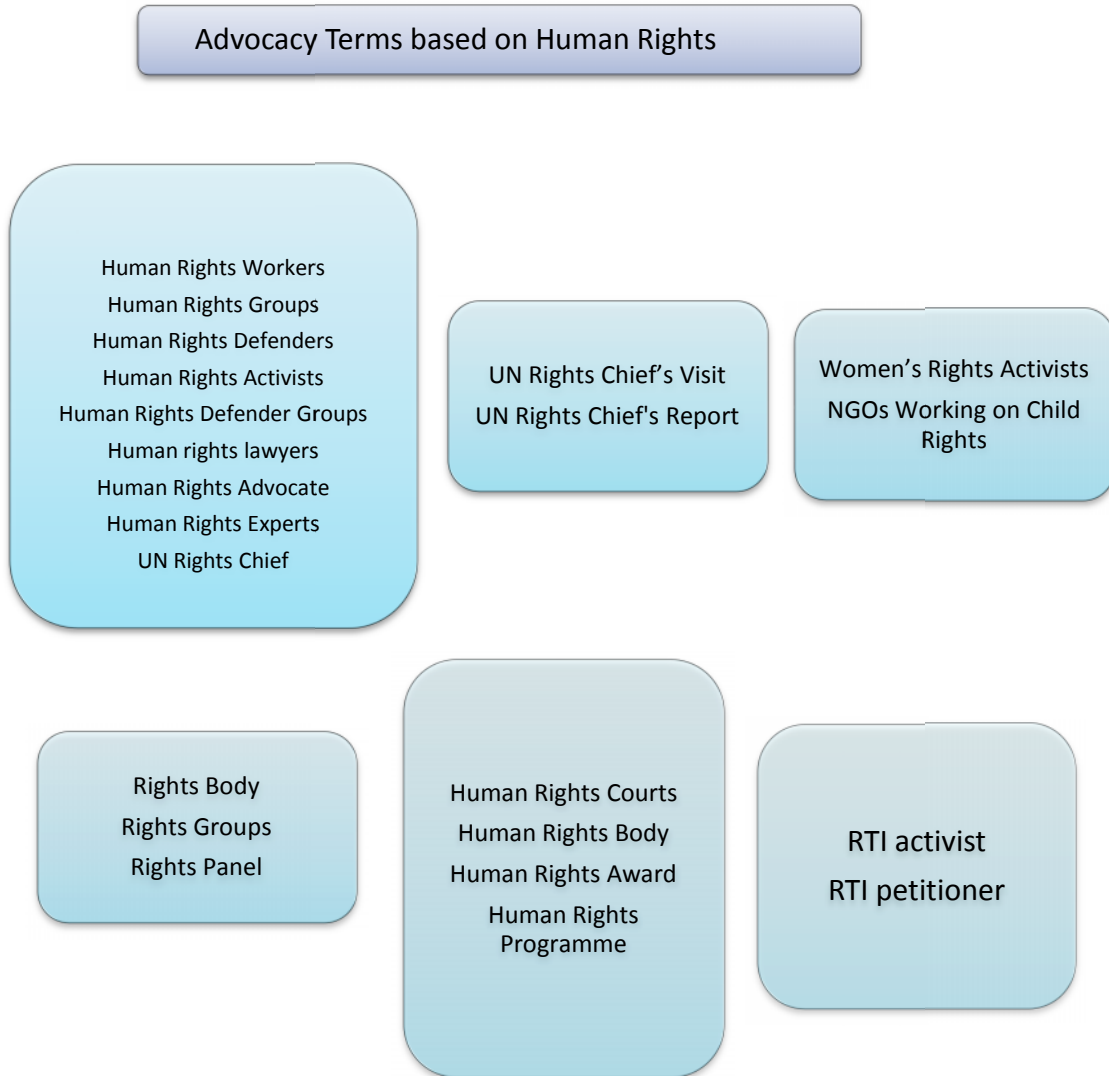 Advocacy Terms based on Human Rights
Human Rights Workers
Human Rights Groups
Human Rights Defenders
Human Rights Activists
Human Rights Defender Groups
Human rights lawyers
Human Rights Advocate
Human Rights Experts
UN Rights Chief
UN Rights Chief’s Visit
UN Rights Chief's Report
Women’s Rights Activists
NGOs Working on Child
Rights
Rights Body
Rights Groups
Rights Panel
Human Rights Courts
Human Rights Body
Human Rights Award
Human Rights
Programme
RTI activist
RTI petitioner